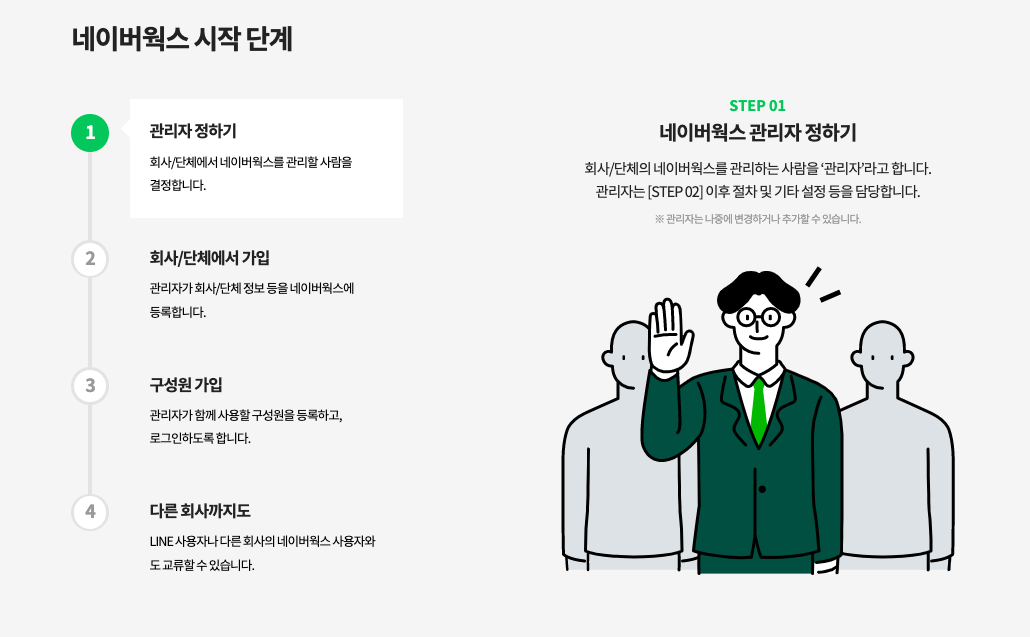 네이버웍스 시작 단계
1
관리자 정하기
회사/단체에서 네이버웍스를 관리할 사람을
결정합니다.
2
회사/단체에서 가입
관리자가 회사/단체 정보 등을 네이버웍스에
등록합니다.
3
구성원 가입
관리자가 함께 사용할 구성원을 등록하고,
로그인하도록 합니다.
4
다른 회사까지도
LINE 사용자나 다른 회사의 네이버웍스 사용자와
도 교류할 수 있습니다.
STEP 01
네이버웍스 관리자 정하기
회사/단체의 네이버웍스를 관리하는 사람을 ‘관리자’라고 합니다.
관리자는 [STEP 02] 이후 절차 및 기타 설정 등을 담당합니다.
※ 관리자는 나중에 변경하거나 추가할 수 있습니다.